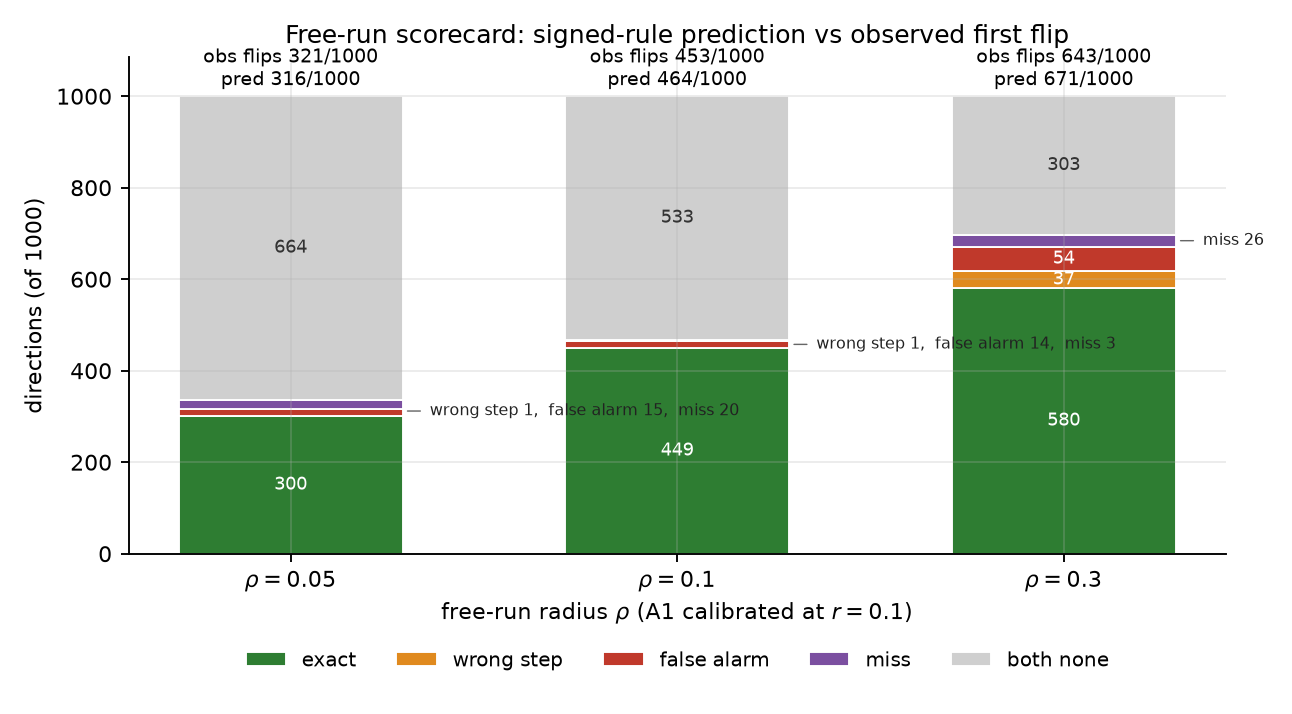 Free-run scorecard: signed-rule prediction vs observed first flip
obs flips 321/1000
pred 316/1000
obs flips 453/1000
pred 464/1000
obs flips 643/1000
pred 671/1000
directions (of 1000)
1000
800
600
400
200
0
664
300
— wrong step 1, false alarm 15, miss 20
533
449
— wrong step 1, false alarm 14, miss 3
303
— miss 26
54
37
580
ρ = 0.05
ρ = 0.1
ρ = 0.3
free-run radius ρ (A1 calibrated at r = 0.1)
exact
wrong step
false alarm
miss
both none